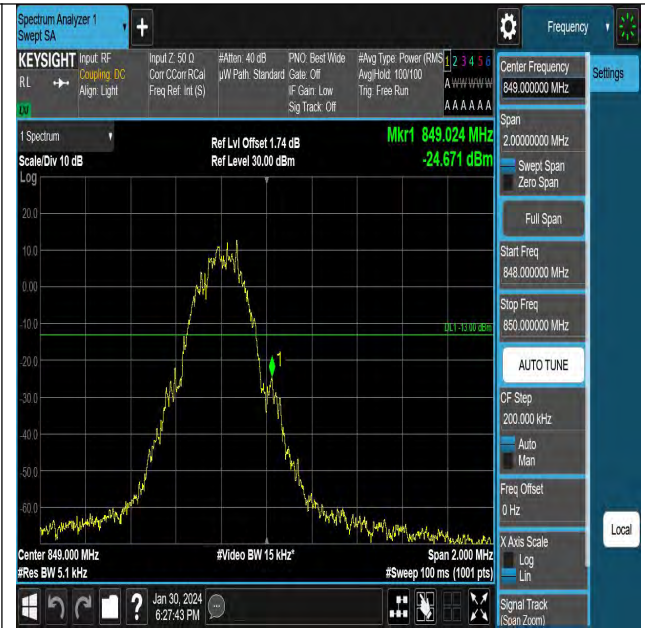 Spectrum Analyzer 1
Swept SA
+
Frequency
KEYSIGHT
RL
Input: RF
Coupling: DC
Align: Light
Input Z: 50 Ω
Corr CCorr RCal
Freq Ref: Int (S)
#Atten: 40 dB
µW Path: Standard
PNO: Best Wide
Gate: Off
IF Gain: Low
Sig Track: Off
#Avg Type: Power (RMS
Avg|Hold: 100/100
Trig: Free Run
1 2 3 4 5 6
A W W W W W
A A A A A A
1 Spectrum
Scale/Div 10 dB
Log
Ref Lvl Offset 1.74 dB
Ref Level 30.00 dBm
Mkr1 849.024 MHz
-24.671 dBm
20.0
10.0
0.00
-10.0
DL1 -13.00 dBm
1
-20.0
-30.0
-40.0
-50.0
-60.0
Center 849.000 MHz
#Res BW 5.1 kHz
#Video BW 15 kHz*
Span 2.000 MHz
#Sweep 100 ms (1001 pts)
Center Frequency
849.000000 MHz
Settings
Span
2.00000000 MHz
Swept Span
Zero Span
Full Span
Start Freq
848.000000 MHz
Stop Freq
850.000000 MHz
AUTO TUNE
CF Step
200.000 kHz
Auto
Man
Freq Offset
0 Hz
X Axis Scale
Log
Lin
Local
Signal Track
(Span Zoom)
?
Jan 30, 2024
6:27:43 PM